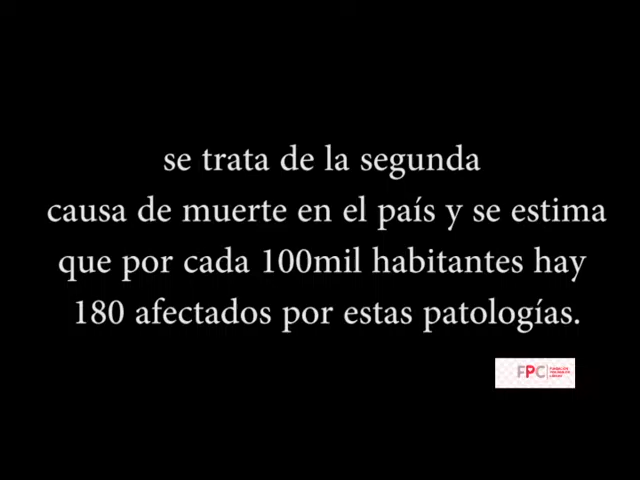 se trata de la segunda
causa de muerte en el país y se estima
que por cada 100mil habitantes hay
180 afectados por estas patologías.
FPC